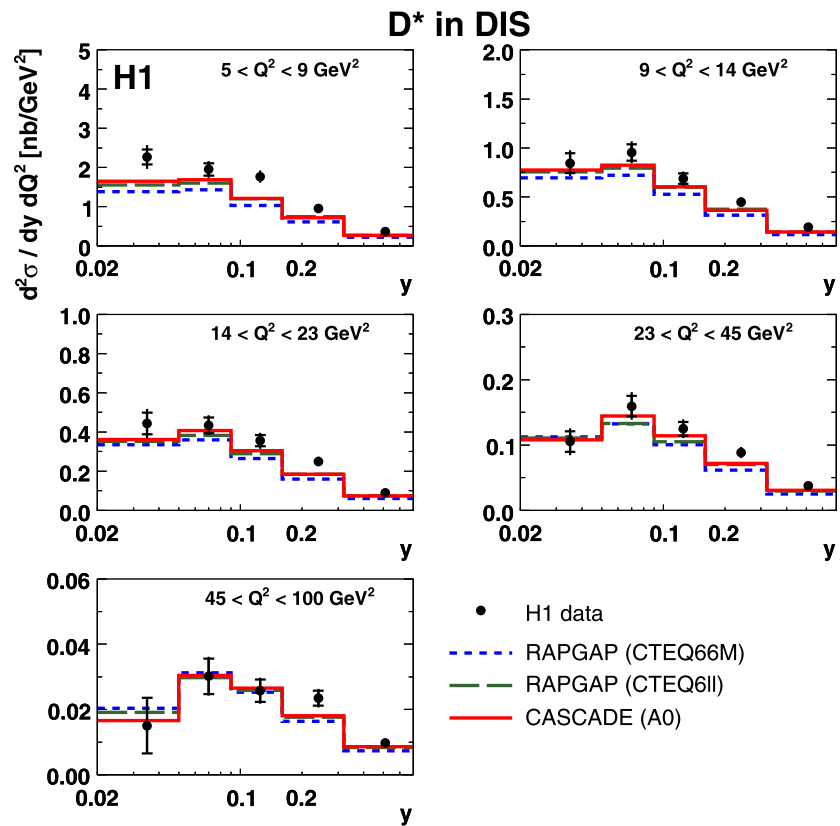 D* in DIS
d²σ / dy dQ² [nb/GeV²]
H1
5 < Q² < 9 GeV²
5
4
3
2
1
0
0.02
0.1
0.2
y
9 < Q² < 14 GeV²
2.0
1.5
1.0
0.5
0.0
0.02
0.1
0.2
y
14 < Q² < 23 GeV²
1.0
0.8
0.6
0.4
0.2
0.0
0.02
0.1
0.2
y
23 < Q² < 45 GeV²
0.3
0.2
0.1
0.0
0.02
0.1
0.2
y
45 < Q² < 100 GeV²
0.06
0.04
0.02
0.00
0.02
0.1
0.2
y
H1 data
RAPGAP (CTEQ66M)
RAPGAP (CTEQ6ll)
CASCADE (A0)